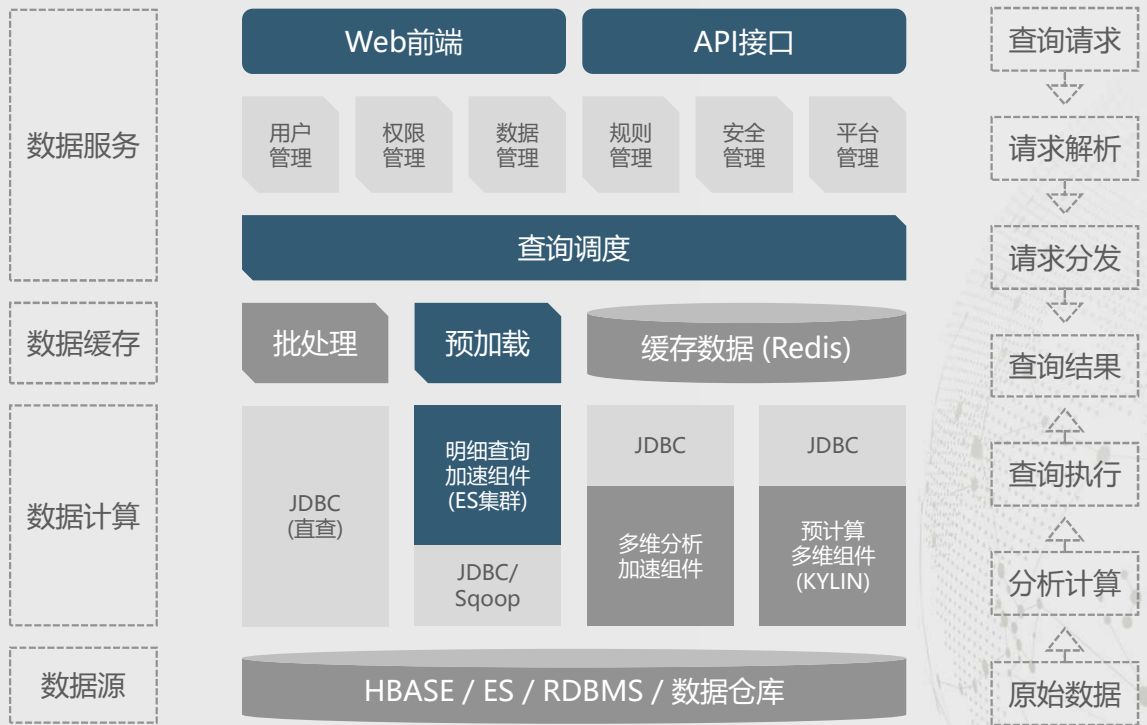 数据服务
Web前端
API接口
用户
管理
权限
管理
数据
管理
规则
管理
安全
管理
平台
管理
查询调度
数据缓存
批处理
预加载
缓存数据 (Redis)
数据计算
JDBC
(直查)
明细查询
加速组件
(ES集群)
JDBC/
Sqoop
JDBC
多维分析
加速组件
JDBC
预计算
多维组件
(KYLIN)
数据源
HBASE / ES / RDBMS / 数据仓库
查询请求
请求解析
请求分发
查询结果
查询执行
分析计算
原始数据